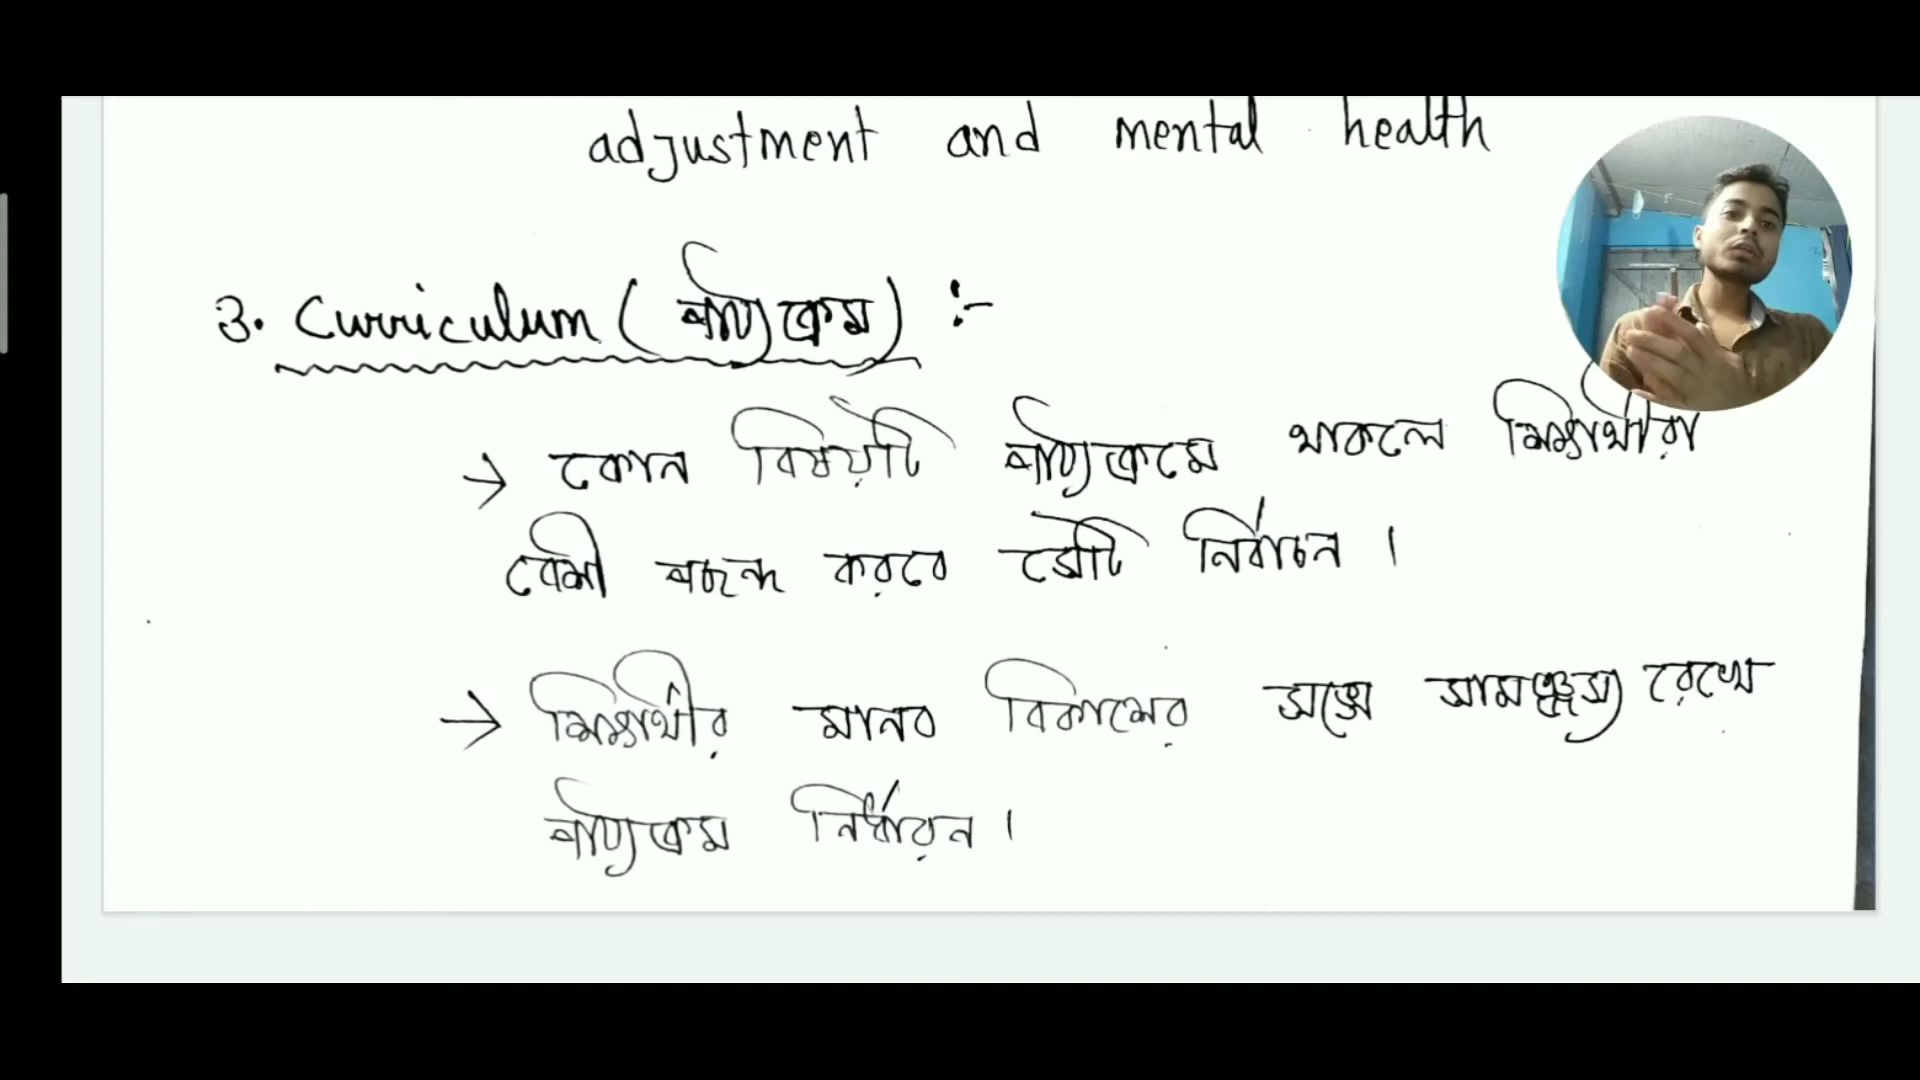 adjustment and mental health
3. Curriculum (পাঠ্যক্রম) :-
→ কোন বিষয়টি পাঠ্যক্রমে থাকলে শিক্ষার্থীরা
বেশী পছন্দ করবে সেটি নির্বাচন ।
→ শিক্ষার্থীর মানব বিকাশের সঙ্গে সামঞ্জস্য রেখে
পাঠ্যক্রম নির্ধারন ।